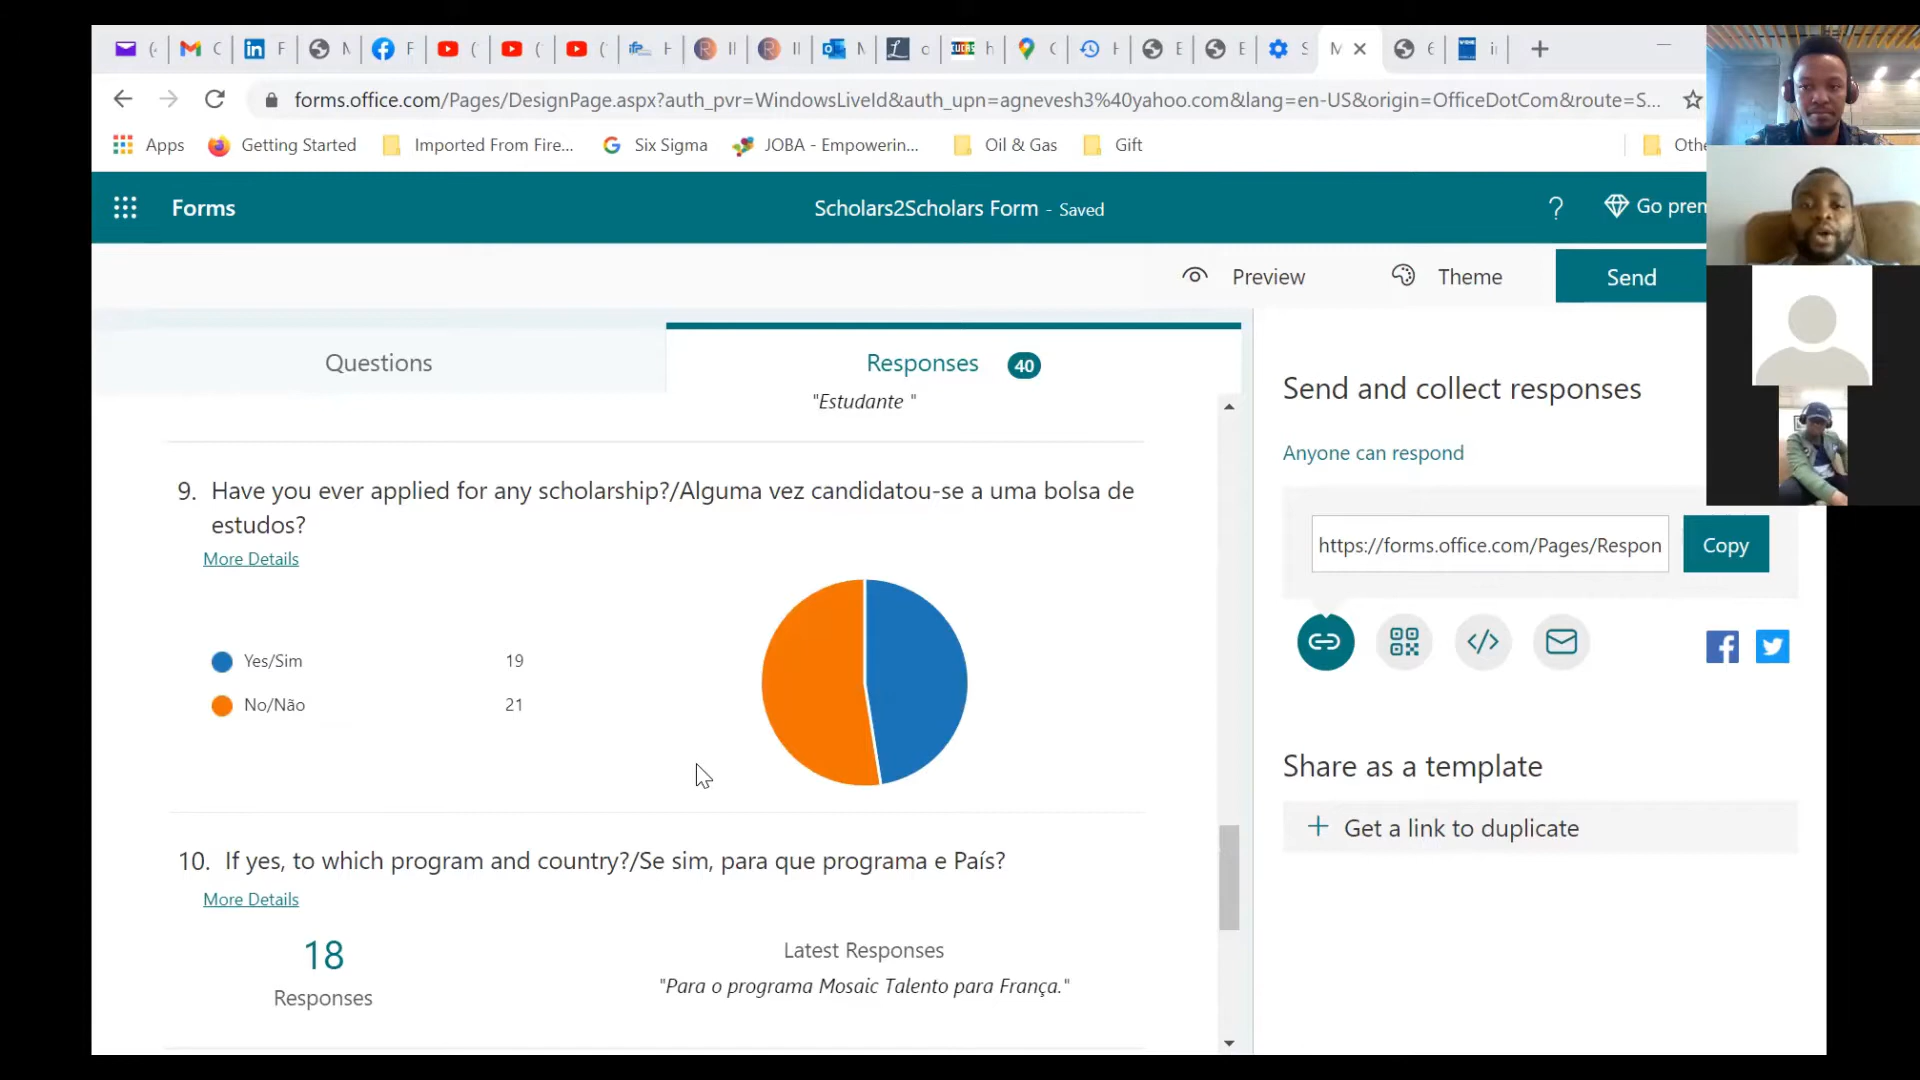 forms.office.com/Pages/DesignPage.aspx?auth_pvr=WindowsLiveId&auth_upn=agnevesh3%40yahoo.com&lang=en-US&origin=OfficeDotCom&route=S...
Apps Getting Started Imported From Fire... Six Sigma JOBA - Empowerin... Oil & Gas Gift Othe
Forms Scholars2Scholars Form - Saved ? Go prem
Preview Theme Send
Questions Responses 40
"Estudante "
9. Have you ever applied for any scholarship?/Alguma vez candidatou-se a uma bolsa de
estudos?
More Details
Yes/Sim 19
No/Não 21
10. If yes, to which program and country?/Se sim, para que programa e País?
More Details
18
Responses
Latest Responses
"Para o programa Mosaic Talento para França."
Send and collect responses
Anyone can respond
https://forms.office.com/Pages/Respon Copy
Share as a template
+ Get a link to duplicate